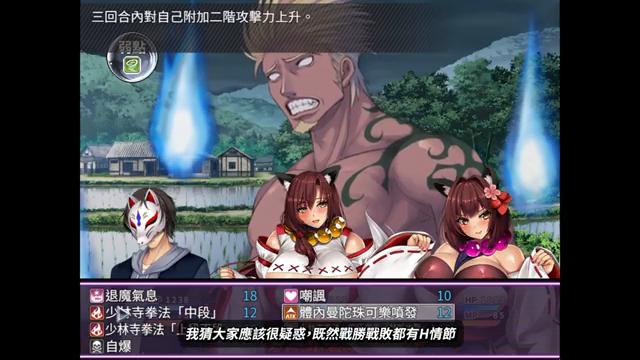 三回合內對自己附加二階攻擊力上升。
弱點
退魔氣息 18
嘲諷 10
少林寺拳法「中段」 12
體內曼陀珠可樂噴發 12
少林寺拳法「上
自爆
我猜大家應該很疑惑,既然戰勝戰敗都有H情節